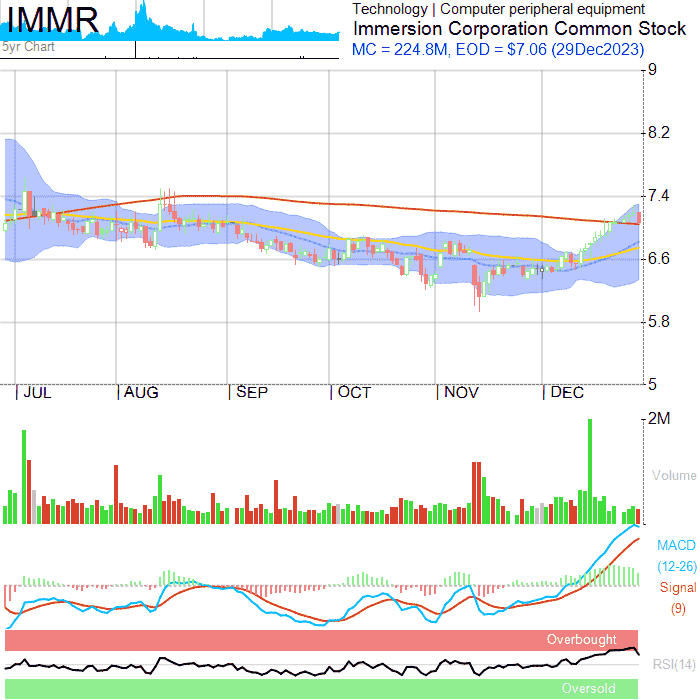 IMMR
5yr Chart
Technology | Computer peripheral equipment
Immersion Corporation Common Stock
MC = 224.8M, EOD = $7.06 (29Dec2023)
9
8.2
7.4
6.6
5.8
5
JUL AUG SEP OCT NOV DEC
2M
Volume
MACD
(12-26)
Signal
(9)
Overbought
RSI(14)
Oversold